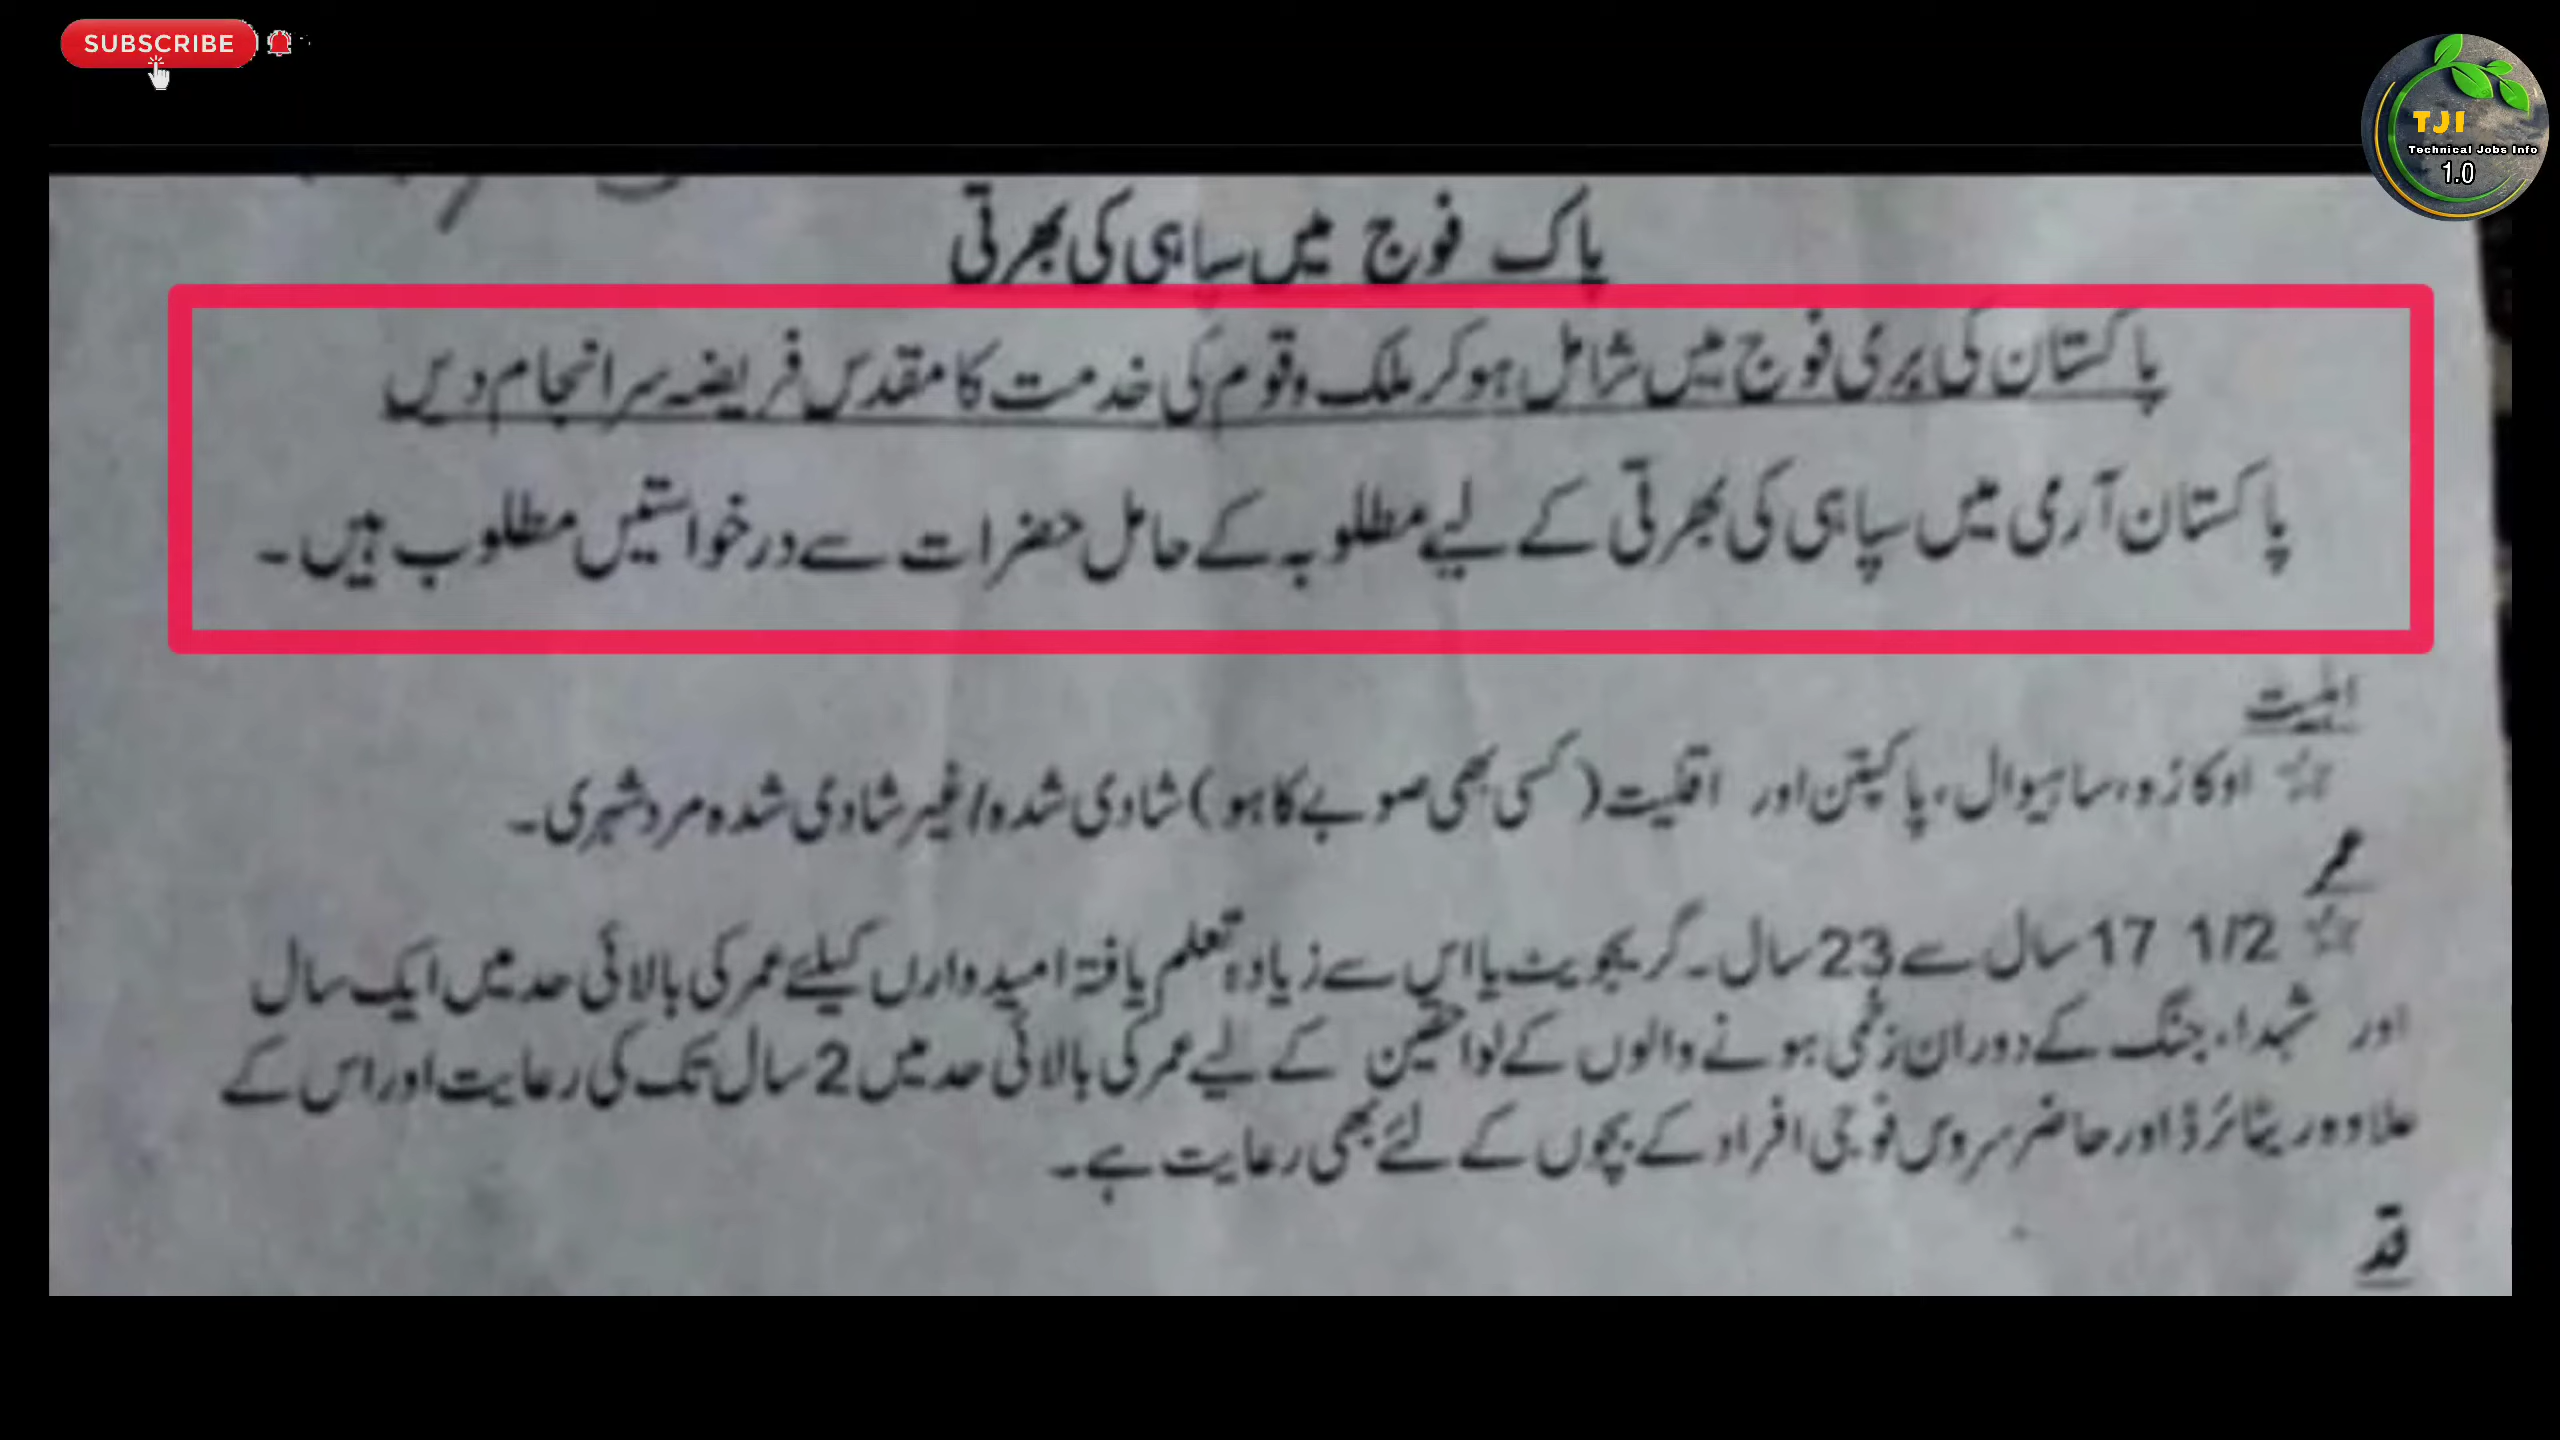 SUBSCRIBE
TJI
Technical Jobs Info
1.0
پاک فوج میں سپاہی کی بھرتی
پاکستان کی بری فوج میں شامل ہو کر ملک و قوم کی خدمت کا مقدس فریضہ سرانجام دیں
پاکستان آرمی میں سپاہی کی بھرتی کے لیے مطلوبہ کے حامل حضرات سے درخواستیں مطلوب ہیں۔
اہلیت
☆ اوکاڑہ، ساہیوال، پاکپتن اور اقلیت (کسی بھی صوبے کا ہو) شادی شدہ/غیر شادی شدہ مرد شہری۔
عمر
☆ 17 1/2 سال سے 23 سال۔ گریجویٹ یا اس سے زیادہ تعلم یافتہ امیدوارں کیلئے عمر کی بالائی حد میں ایک سال
اور شہدا، جنگ کے دوران زخمی ہونے والوں کے لواحقین کے لیے عمر کی بالائی حد میں 2 سال تک کی رعایت اور اس کے
علاوہ ریٹائرڈ اور حاضر سروس فوجی افراد کے بچوں کے لئے بھی رعایت ہے۔
قد